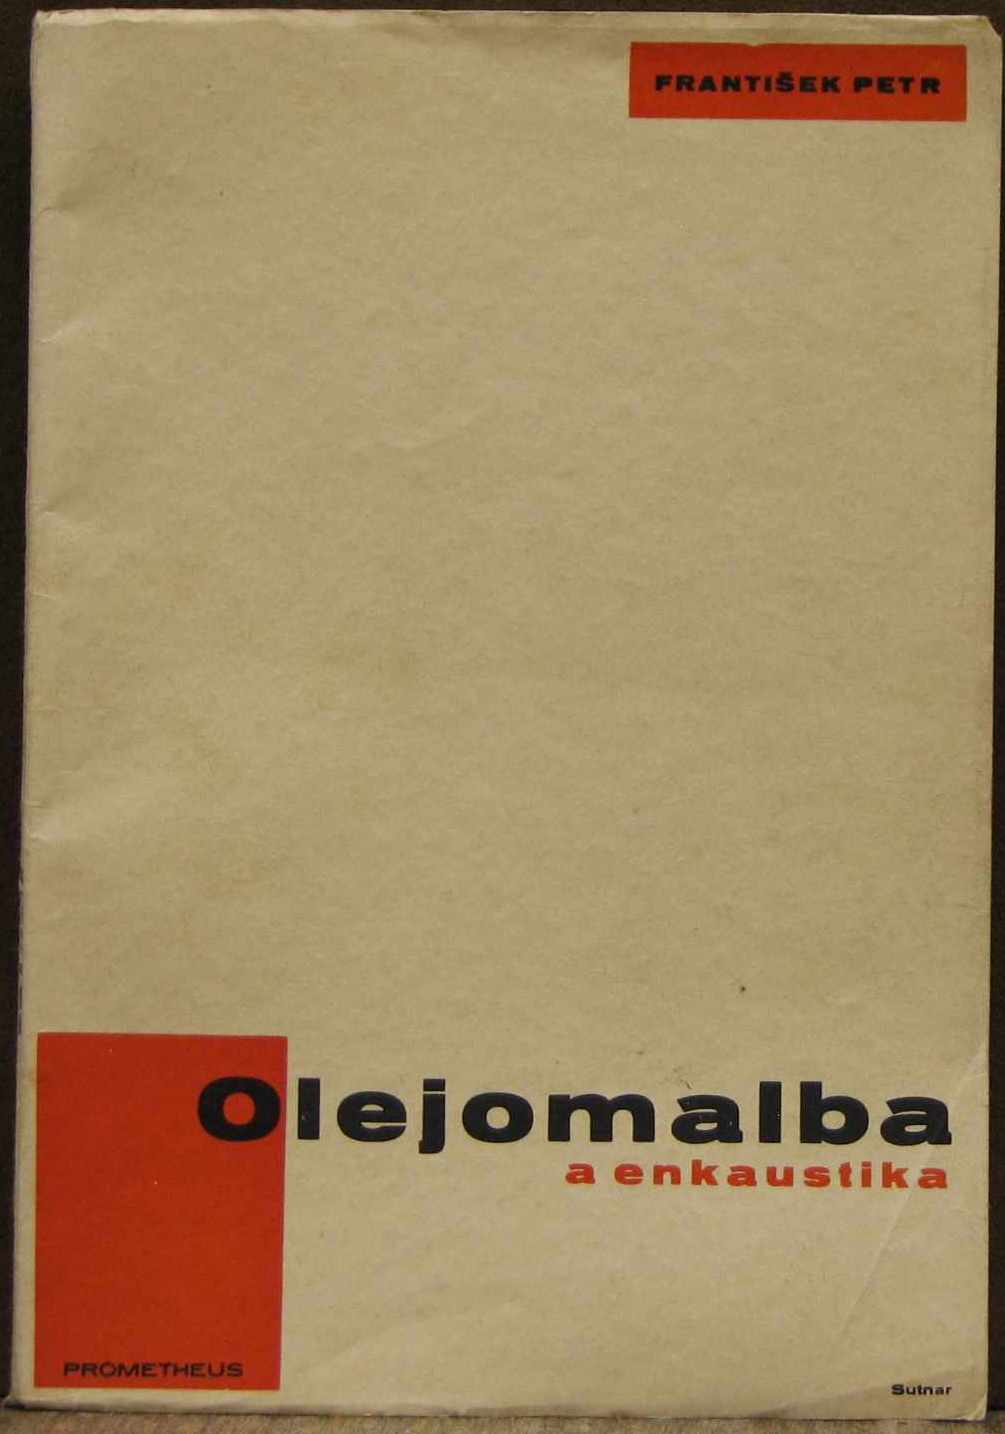 FRANTIŠEK PETR
Olejomalba
a enkaustika
PROMETHEUS
Sutnar